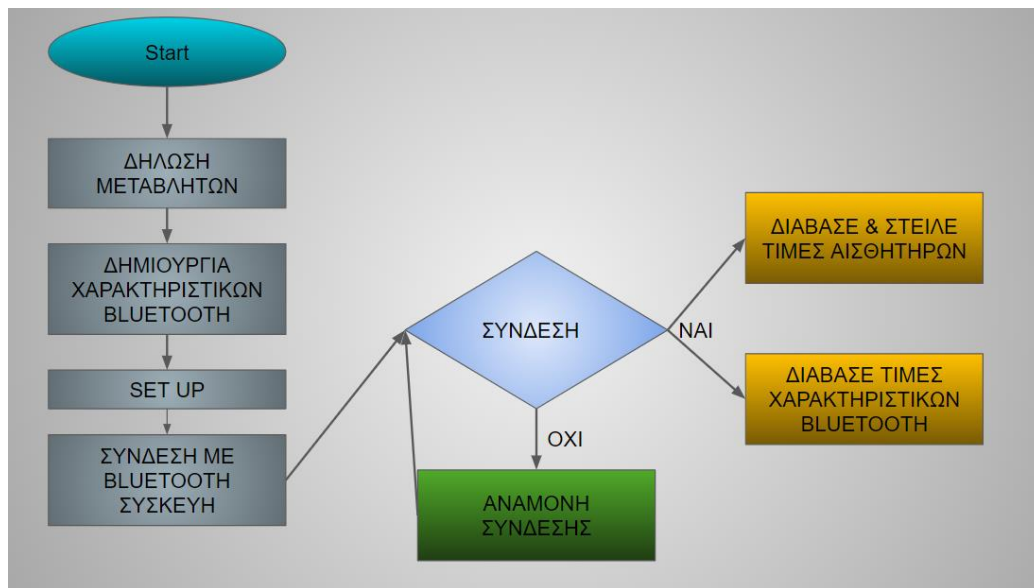 Start
ΔΗΛΩΣΗ
ΜΕΤΑΒΛΗΤΩΝ
ΔΗΜΙΟΥΡΓΙΑ
ΧΑΡΑΚΤΗΡΙΣΤΙΚΩΝ
BLUETOOTH
SET UP
ΣΥΝΔΕΣΗ ΜΕ
BLUETOOTH
ΣΥΣΚΕΥΗ
ΣΥΝΔΕΣΗ
ΝΑΙ
ΟΧΙ
ΑΝΑΜΟΝΗ
ΣΥΝΔΕΣΗΣ
ΔΙΑΒΑΣΕ & ΣΤΕΙΛΕ
ΤΙΜΕΣ ΑΙΣΘΗΤΗΡΩΝ
ΔΙΑΒΑΣΕ ΤΙΜΕΣ
ΧΑΡΑΚΤΗΡΙΣΤΙΚΩΝ
BLUETOOTH